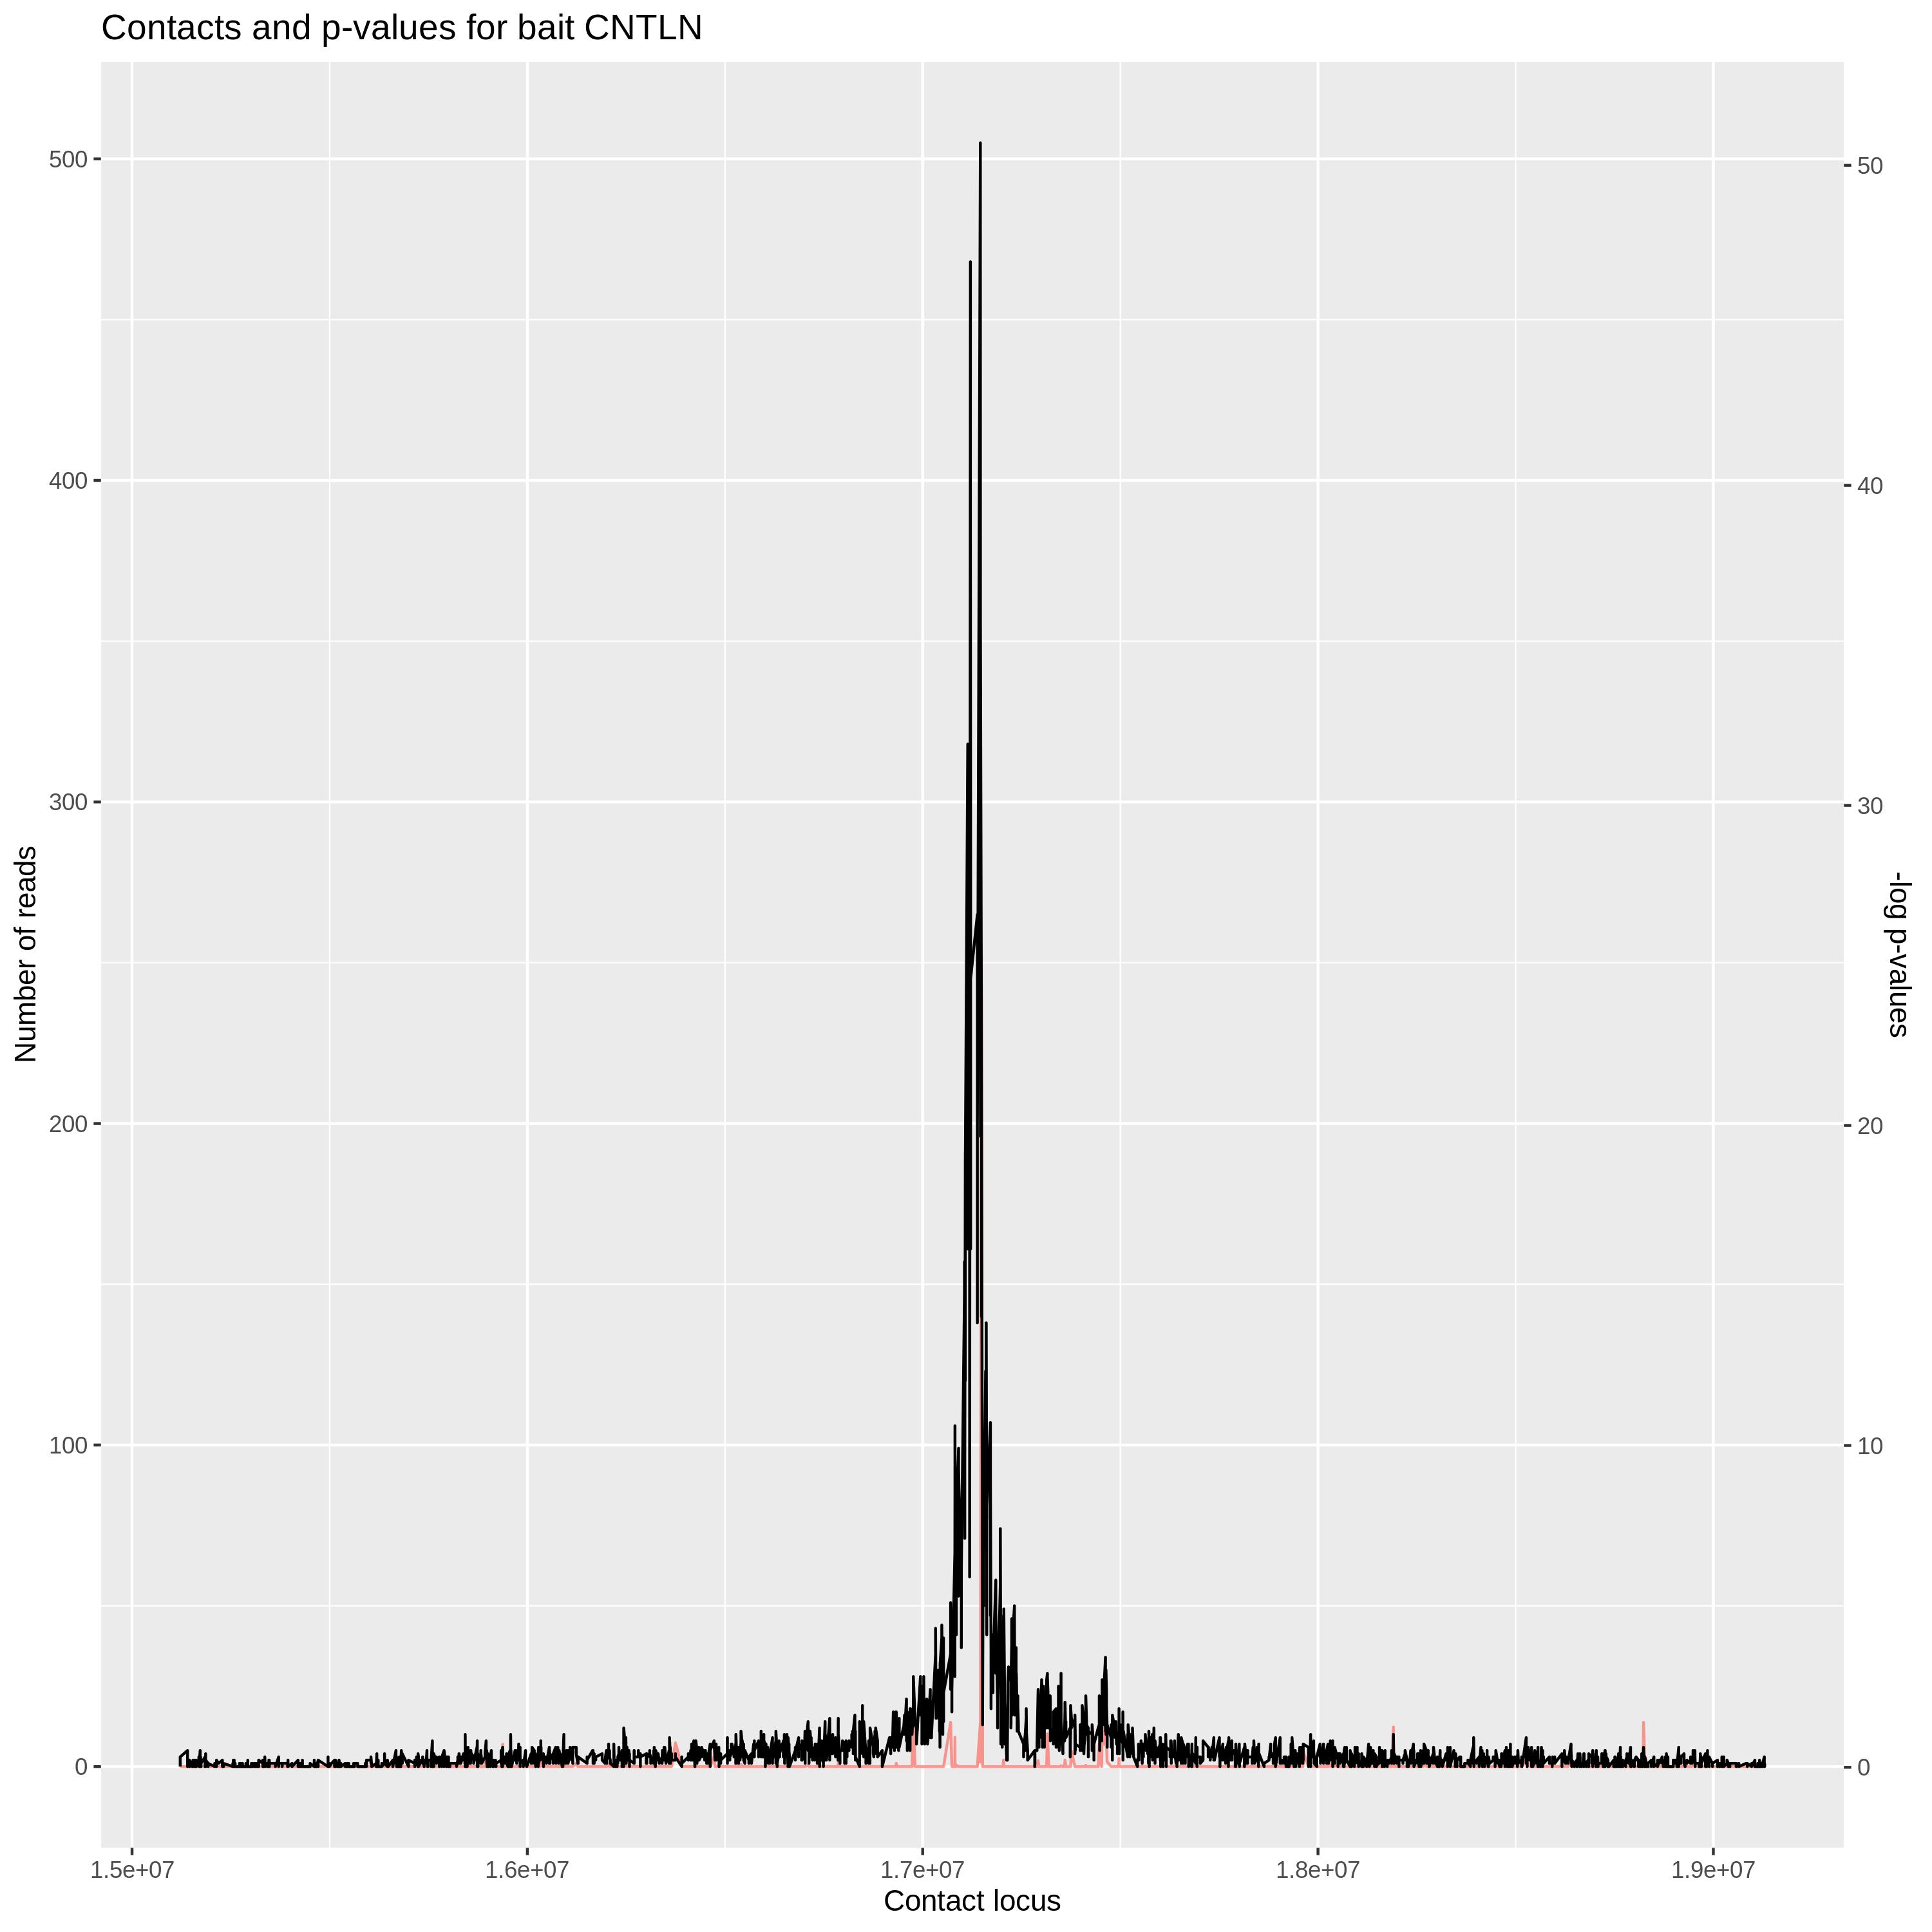 Contacts and p-values for bait CNTLN
500
400
300
200
100
0
Number of reads
50
40
30
20
10
0
-log p-values
1.5e+07
1.6e+07
1.7e+07
1.8e+07
1.9e+07
Contact locus